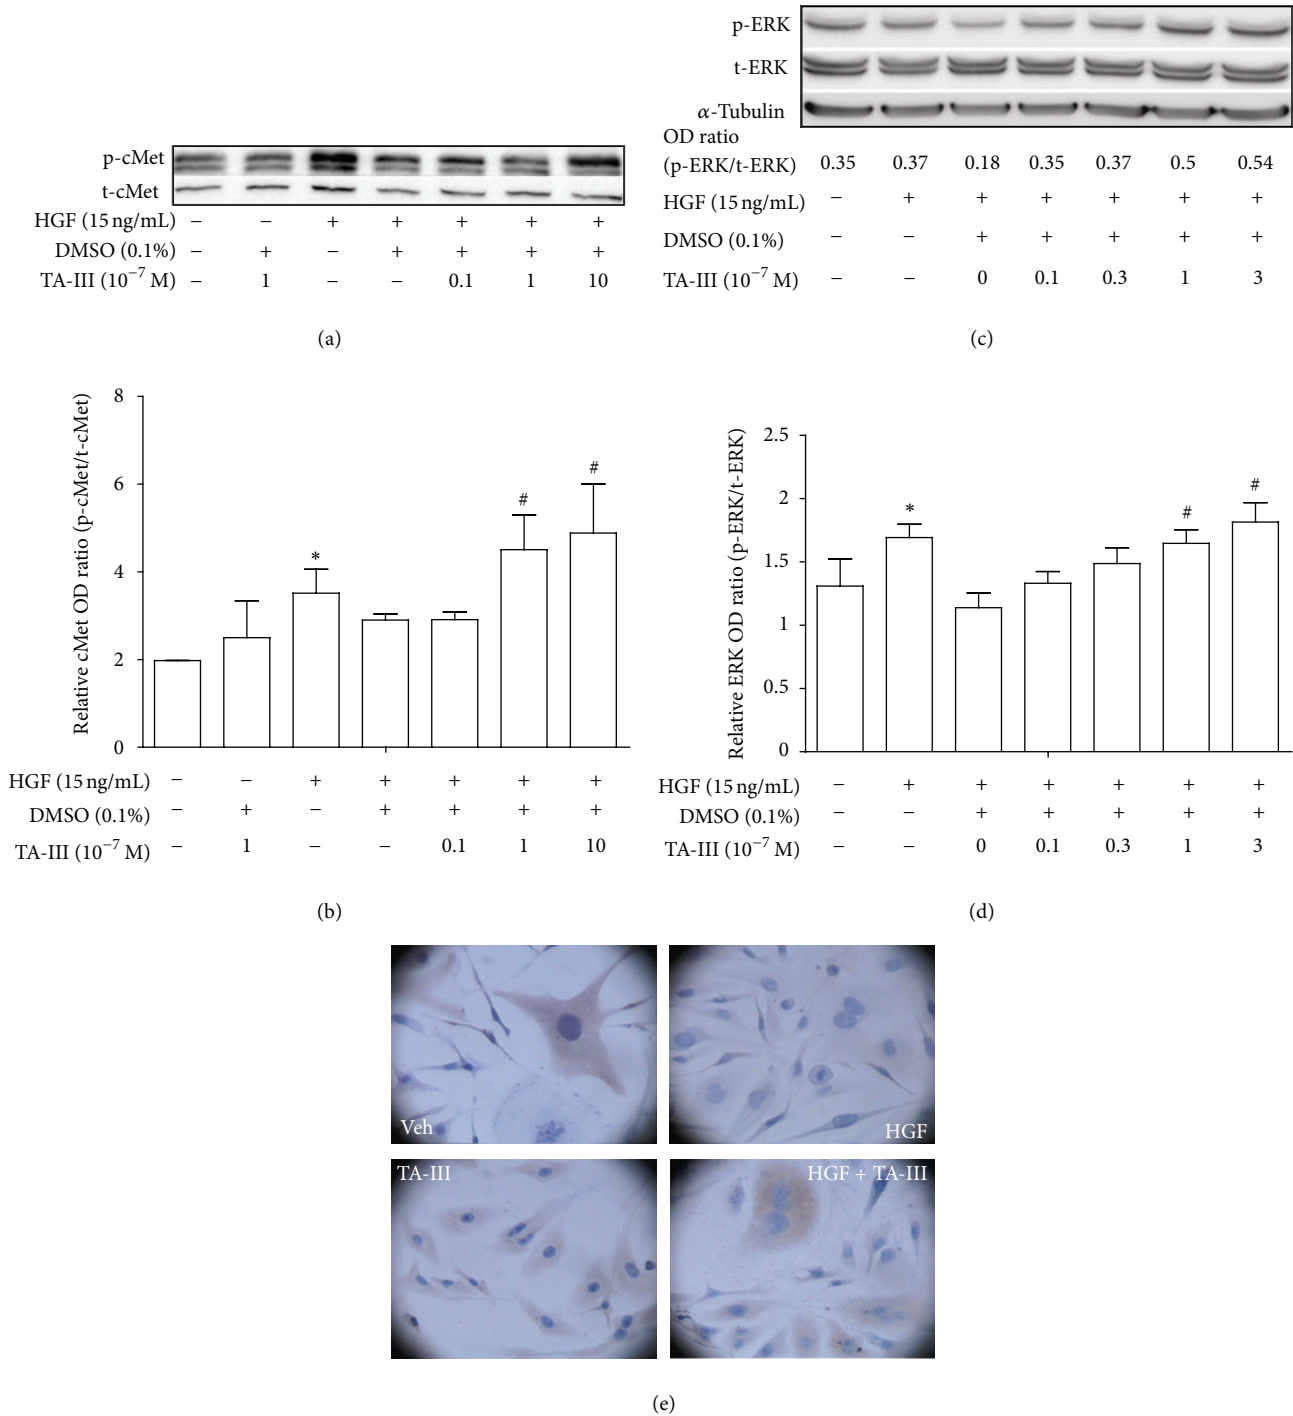 p-cMet
t-cMet
HGF (15 ng/mL) − − + + + + +
DMSO (0.1%) − + − + + + +
TA-III (10−7 M) − 1 − − 0.1 1 10
(a)
p-ERK
t-ERK
α-Tubulin
OD ratio
(p-ERK/t-ERK) 0.35 0.37 0.18 0.35 0.37 0.5 0.54
HGF (15 ng/mL) − + + + + + +
DMSO (0.1%) − − + + + + +
TA-III (10−7 M) − − 0 0.1 0.3 1 3
(c)
Relative cMet OD ratio (p-cMet/t-cMet)
8
6
4
2
0
* # #
HGF (15 ng/mL) − − + + + + +
DMSO (0.1%) − + − + + + +
TA-III (10−7 M) − 1 − − 0.1 1 10
(b)
Relative ERK OD ratio (p-ERK/t-ERK)
2.5
2
1.5
1
0.5
0
* # #
HGF (15 ng/mL) − + + + + + +
DMSO (0.1%) − − + + + + +
TA-III (10−7 M) − − 0 0.1 0.3 1 3
(d)
Veh
HGF
TA-III
HGF + TA-III
(e)